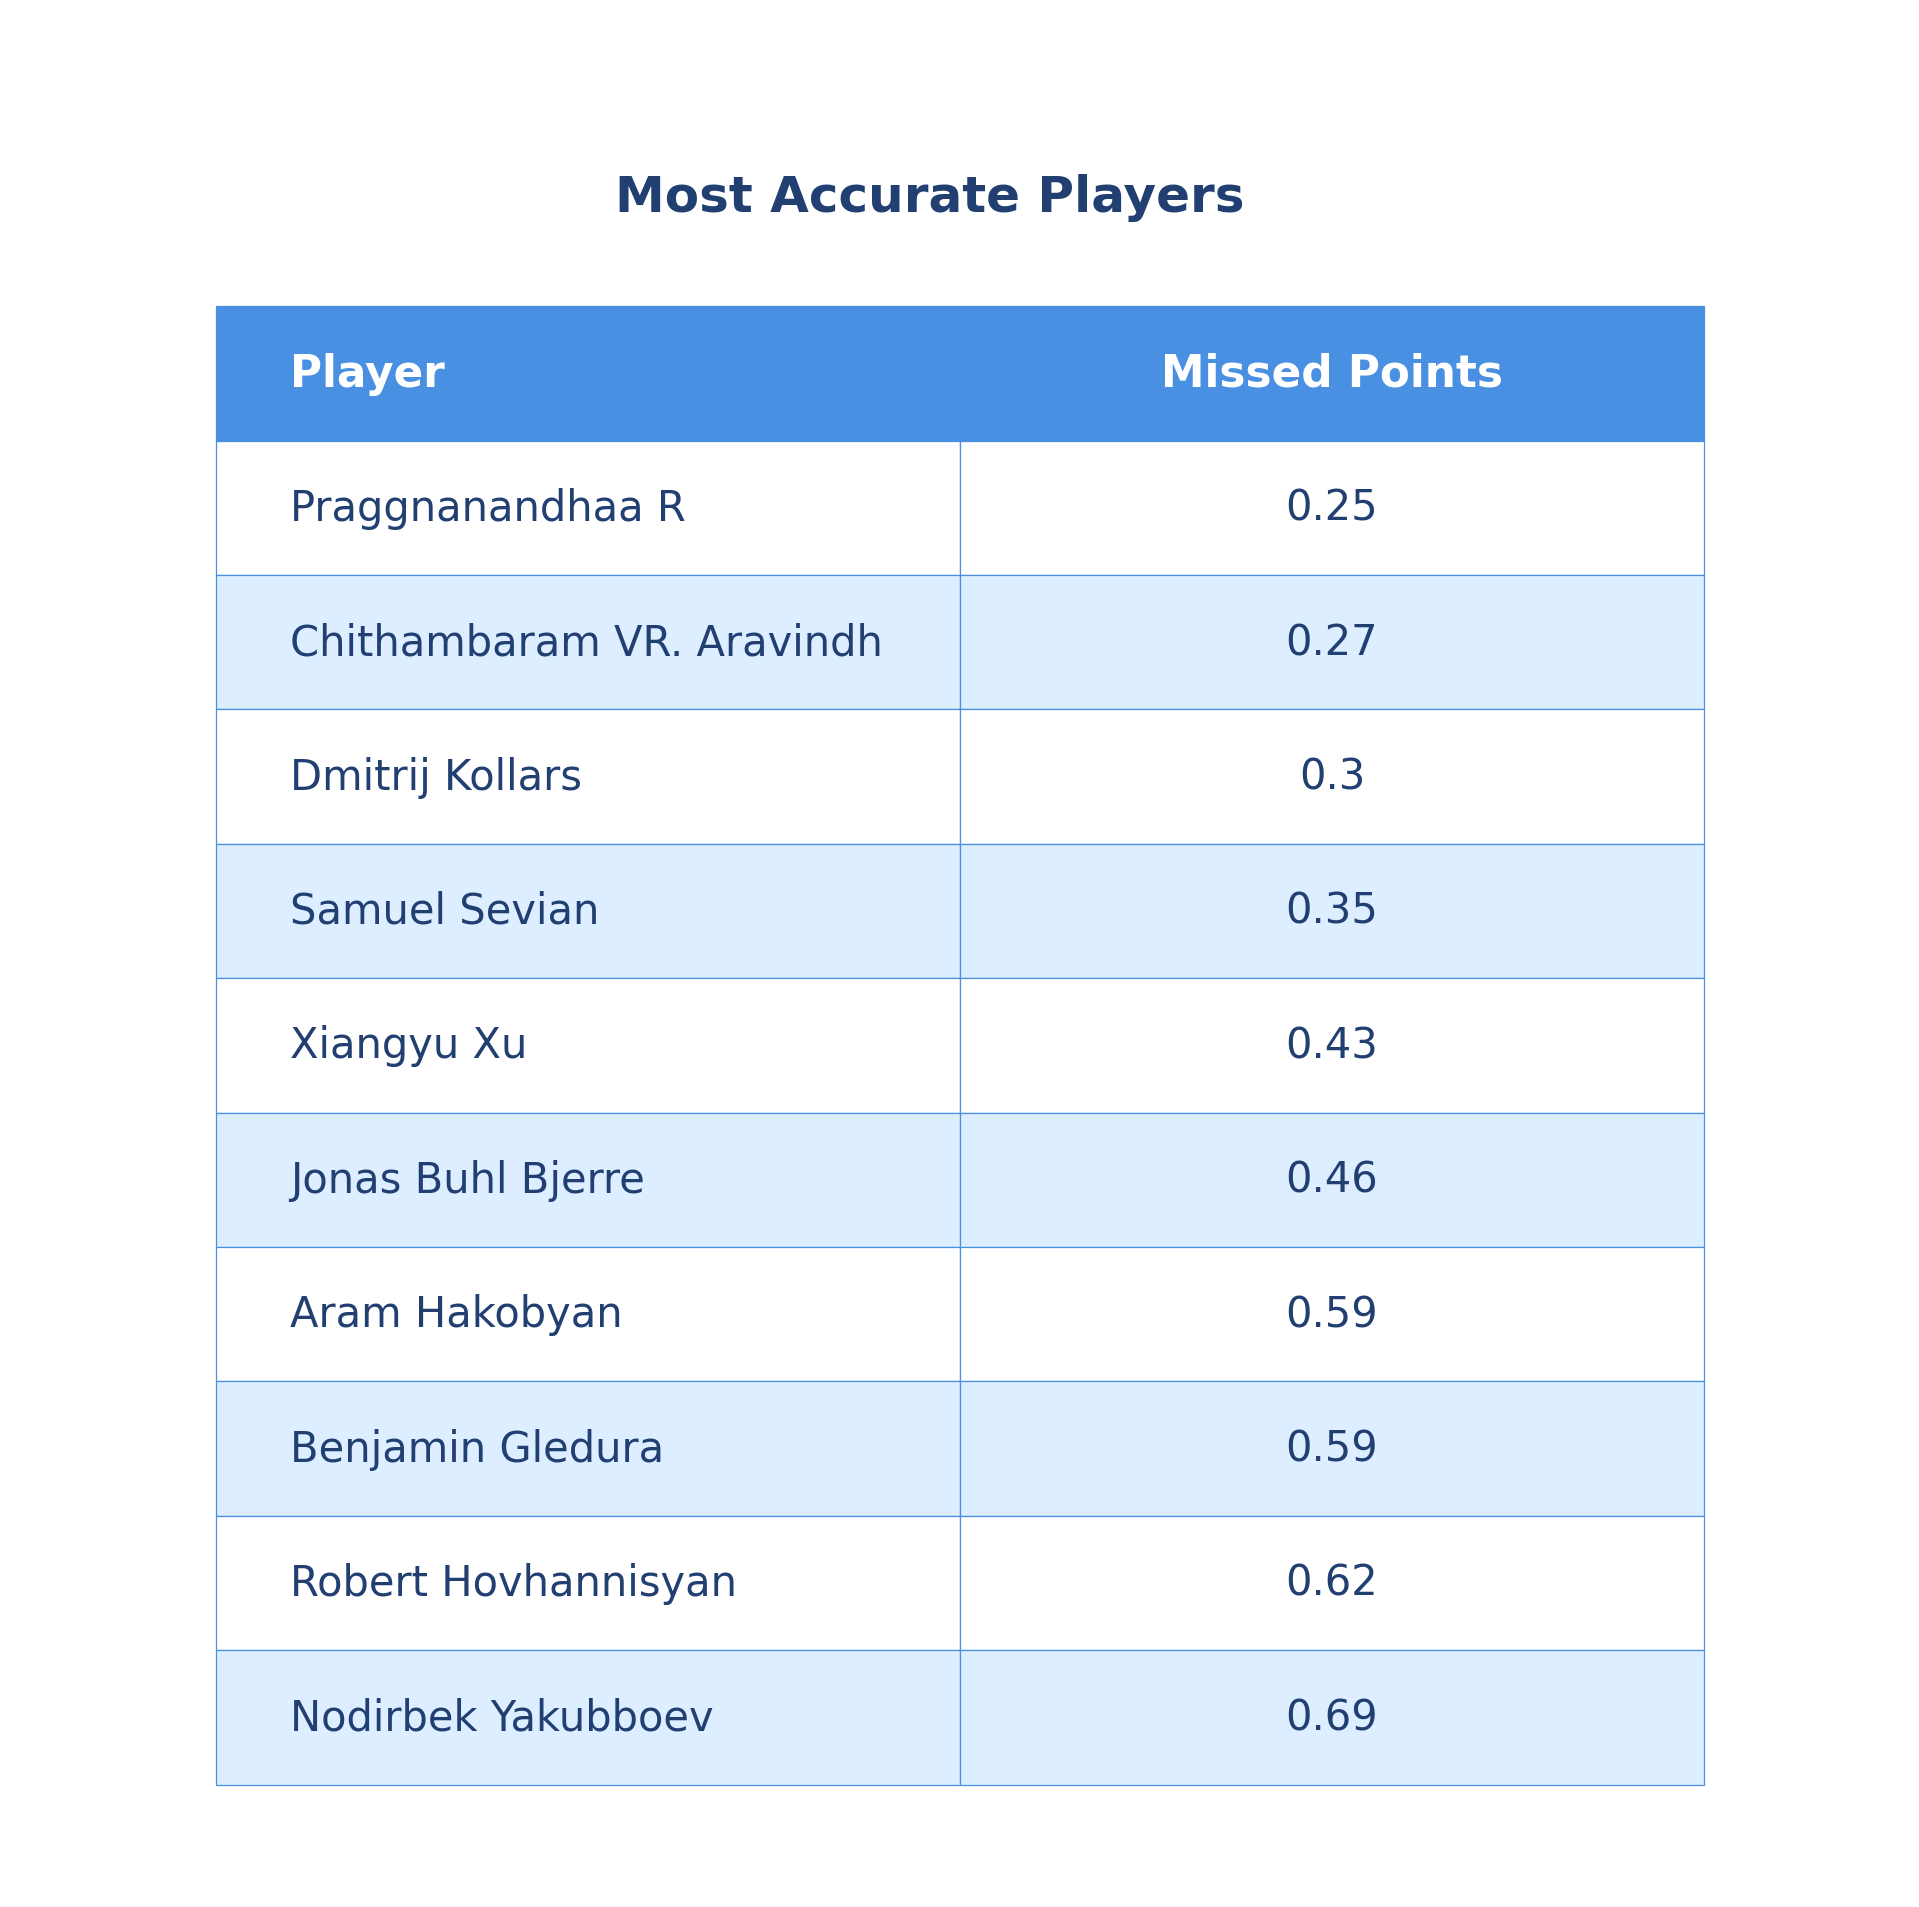 Most Accurate Players
Player Missed Points
Praggnanandhaa R 0.25
Chithambaram VR. Aravindh 0.27
Dmitrij Kollars 0.3
Samuel Sevian 0.35
Xiangyu Xu 0.43
Jonas Buhl Bjerre 0.46
Aram Hakobyan 0.59
Benjamin Gledura 0.59
Robert Hovhannisyan 0.62
Nodirbek Yakubboev 0.69